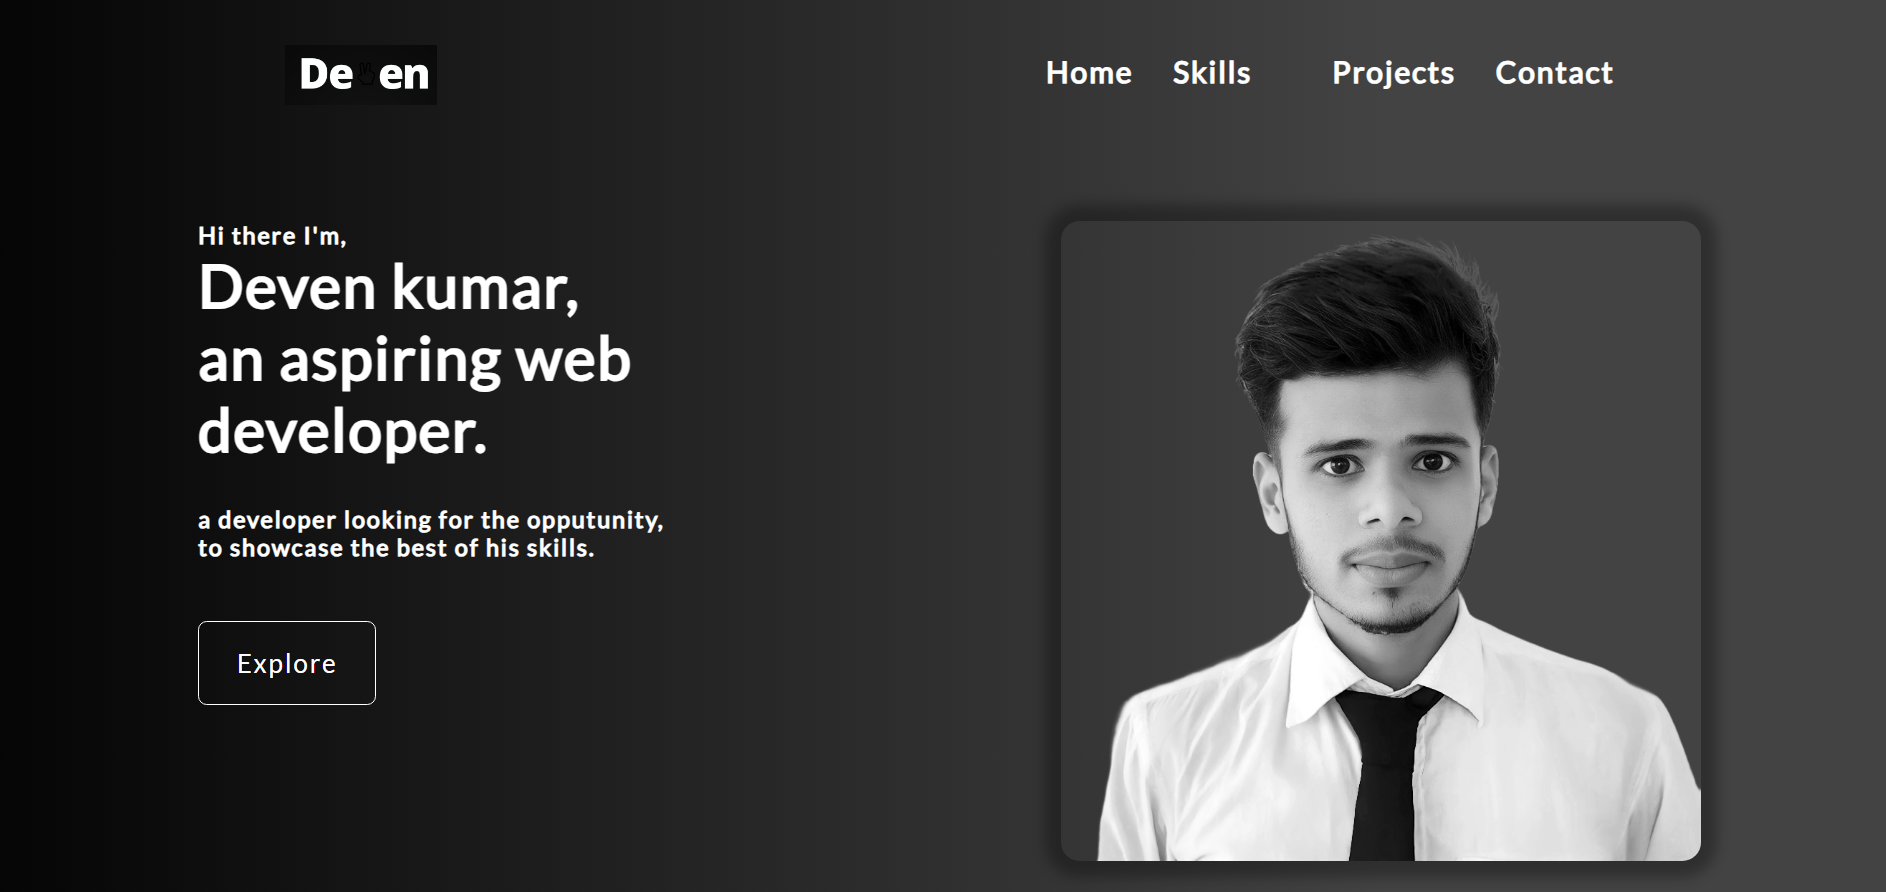 De en
Home Skills Projects Contact
Hi there I'm,
Deven kumar,
an aspiring web
developer.
a developer looking for the opputunity,
to showcase the best of his skills.
Explore